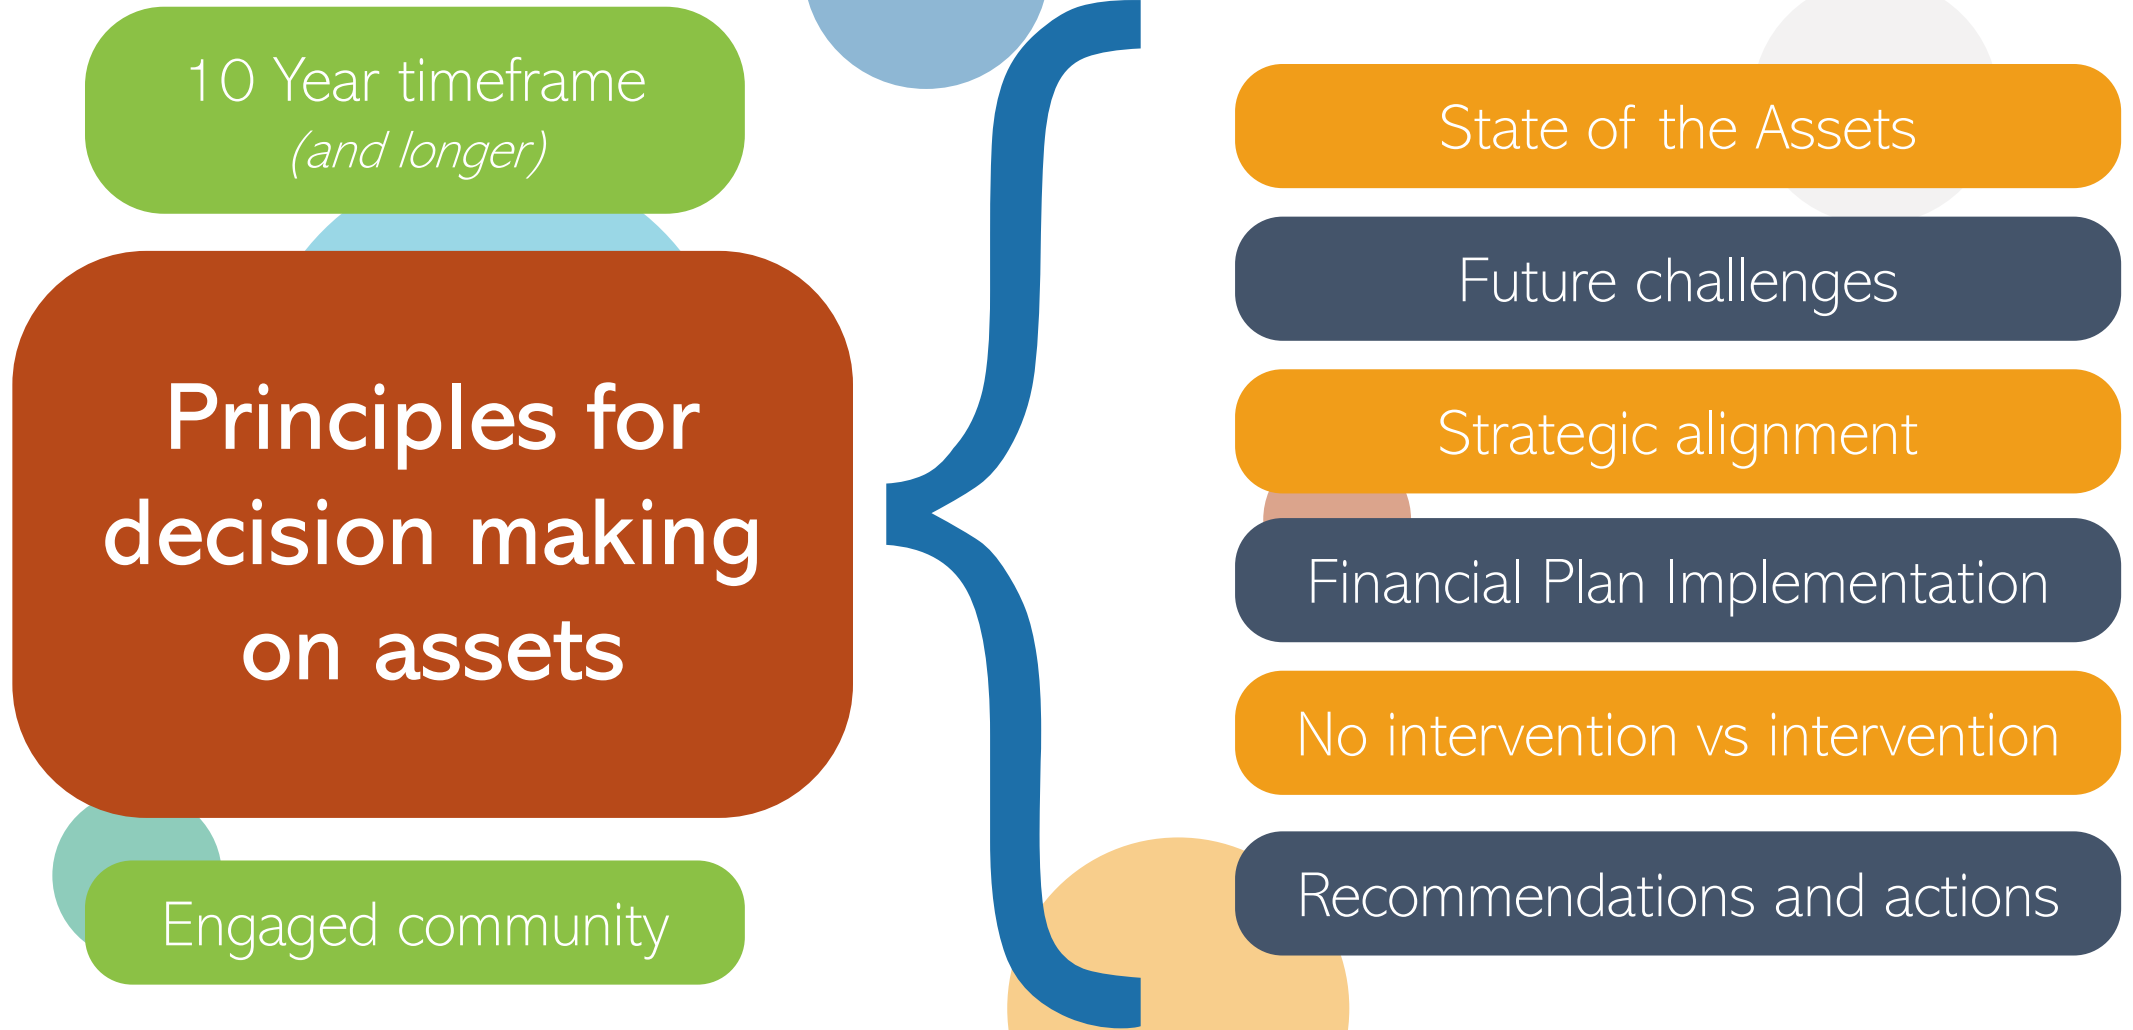 10 Year timeframe
(and longer)
Principles for
decision making
on assets
Engaged community
State of the Assets
Future challenges
Strategic alignment
Financial Plan Implementation
No intervention vs intervention
Recommendations and actions